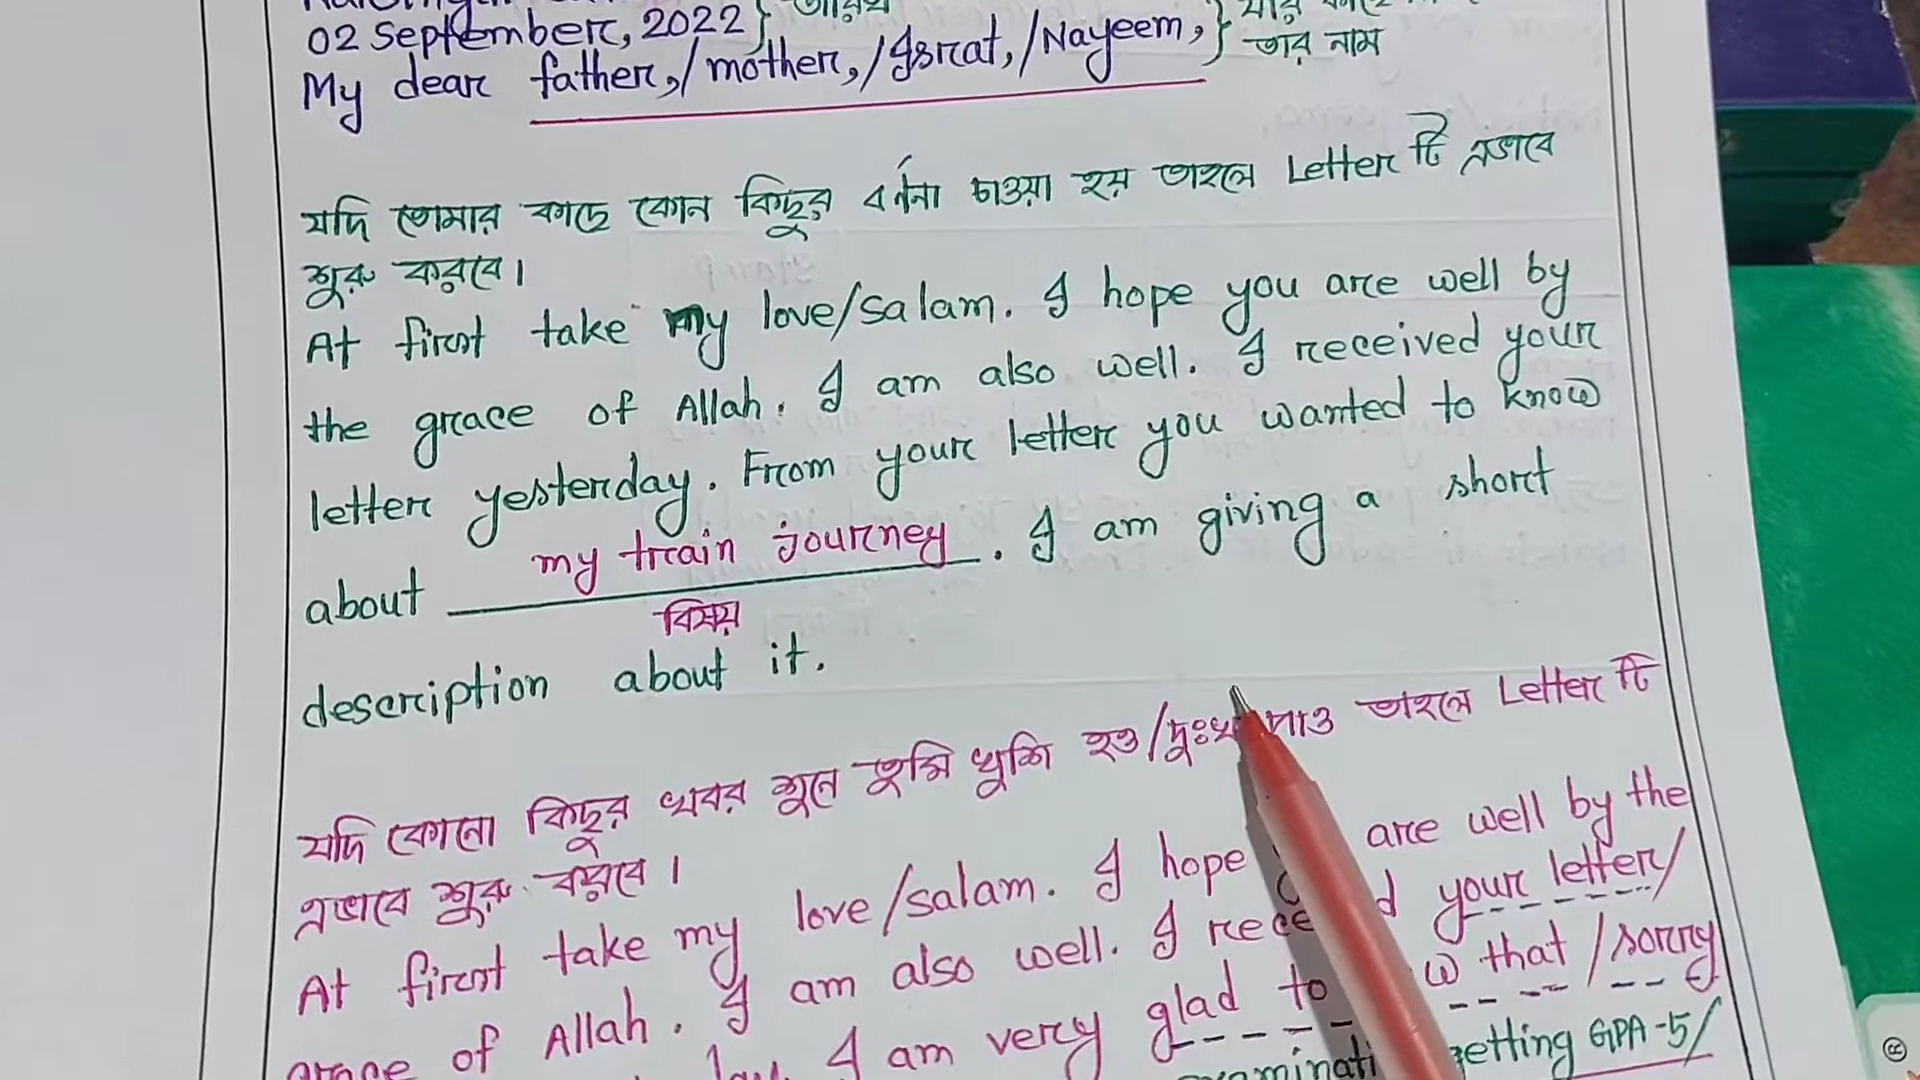 02 September, 2022 } তারিখ
My dear father,/mother,/Israt,/Nayeem, } তার নাম
যদি তোমার কাছে কোন কিছুর বর্ননা চাওয়া হয় তাহলে Letter টি এভাবে
শুরু করবে।
At first take my love/salam. I hope you are well by
the grace of Allah. I am also well. I received your
letter yesterday. From your letter you wanted to know
about my train journey. I am giving a short
বিষয়
description about it.
যদি কোনো কিছুর খবর শুনে তুমি খুশি হও/দুঃখ পাও তাহলে Letter টি
এভাবে শুরু করবে।
At first take my love/salam. I hope are well by the
grace of Allah. I am also well. I your letter/
I am very glad to that/sorry
getting GPA-5/